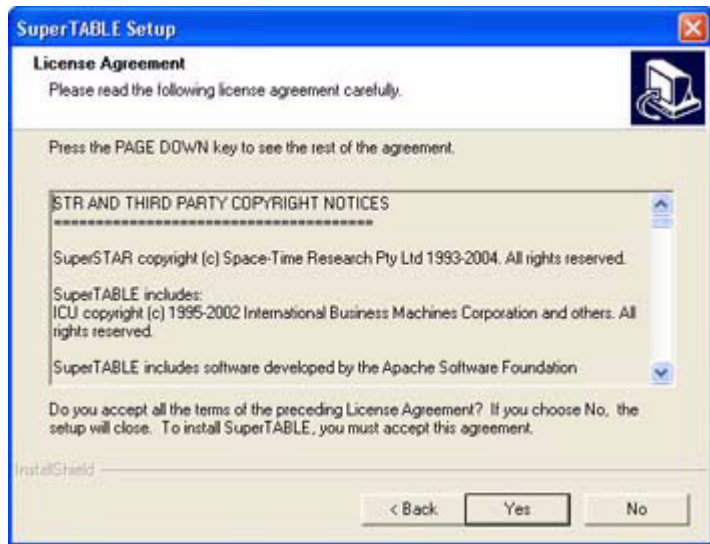 SuperTABLE Setup
License Agreement
Please read the following license agreement carefully.
Press the PAGE DOWN key to see the rest of the agreement.
STR AND THIRD PARTY COPYRIGHT NOTICES
======================================
SuperSTAR copyright (c) Space-Time Research Pty Ltd 1993-2004. All rights reserved.
SuperTABLE includes:
ICU copyright (c) 1995-2002 International Business Machines Corporation and others. All
rights reserved.
SuperTABLE includes software developed by the Apache Software Foundation
Do you accept all the terms of the preceding License Agreement? If you choose No, the
setup will close. To install SuperTABLE, you must accept this agreement.
InstallShield
< Back
Yes
No